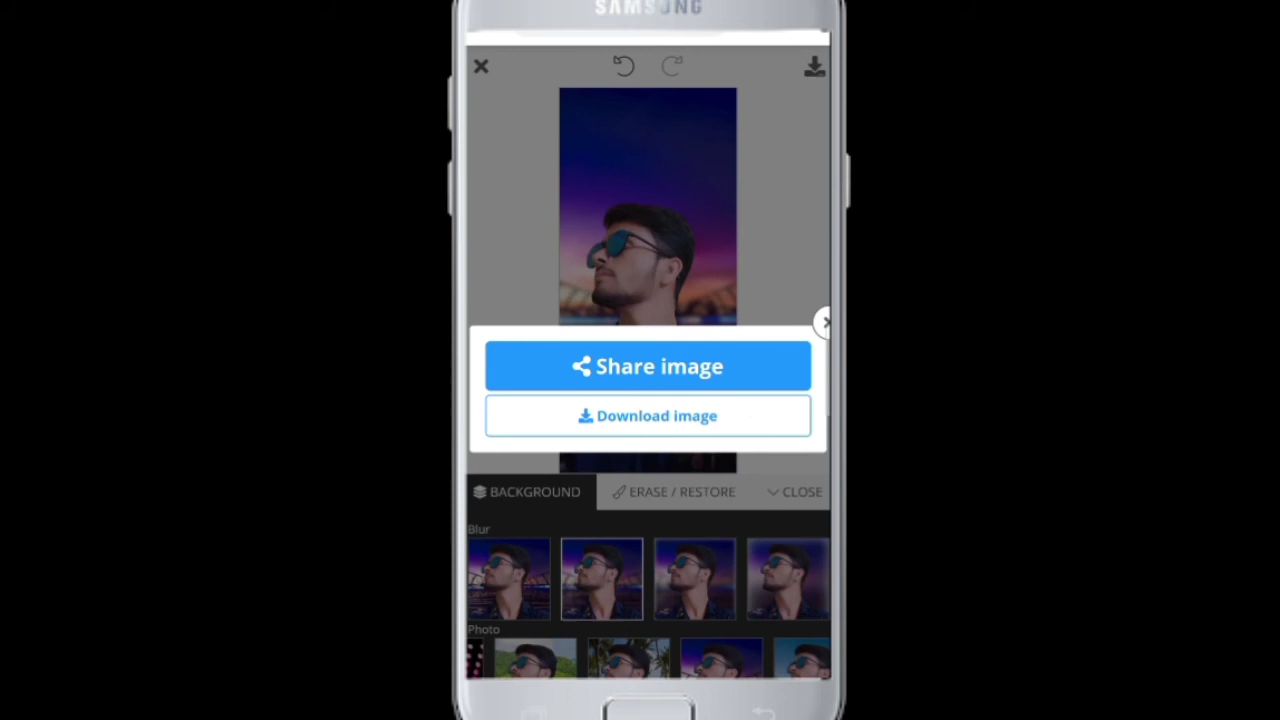 SAMSUNG
Share image
Download image
BACKGROUND
ERASE / RESTORE
CLOSE
Blur
Photo